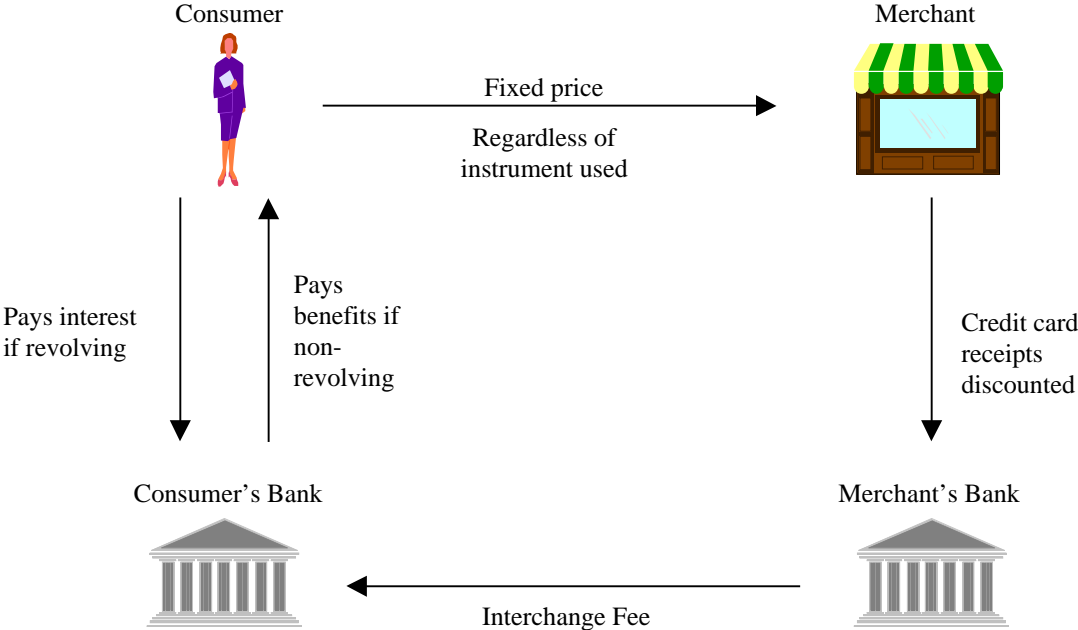 Consumer
Merchant
Fixed price
Regardless of
instrument used
Pays interest
if revolving
Pays
benefits if
non-
revolving
Credit card
receipts
discounted
Consumer’s Bank
Merchant’s Bank
Interchange Fee